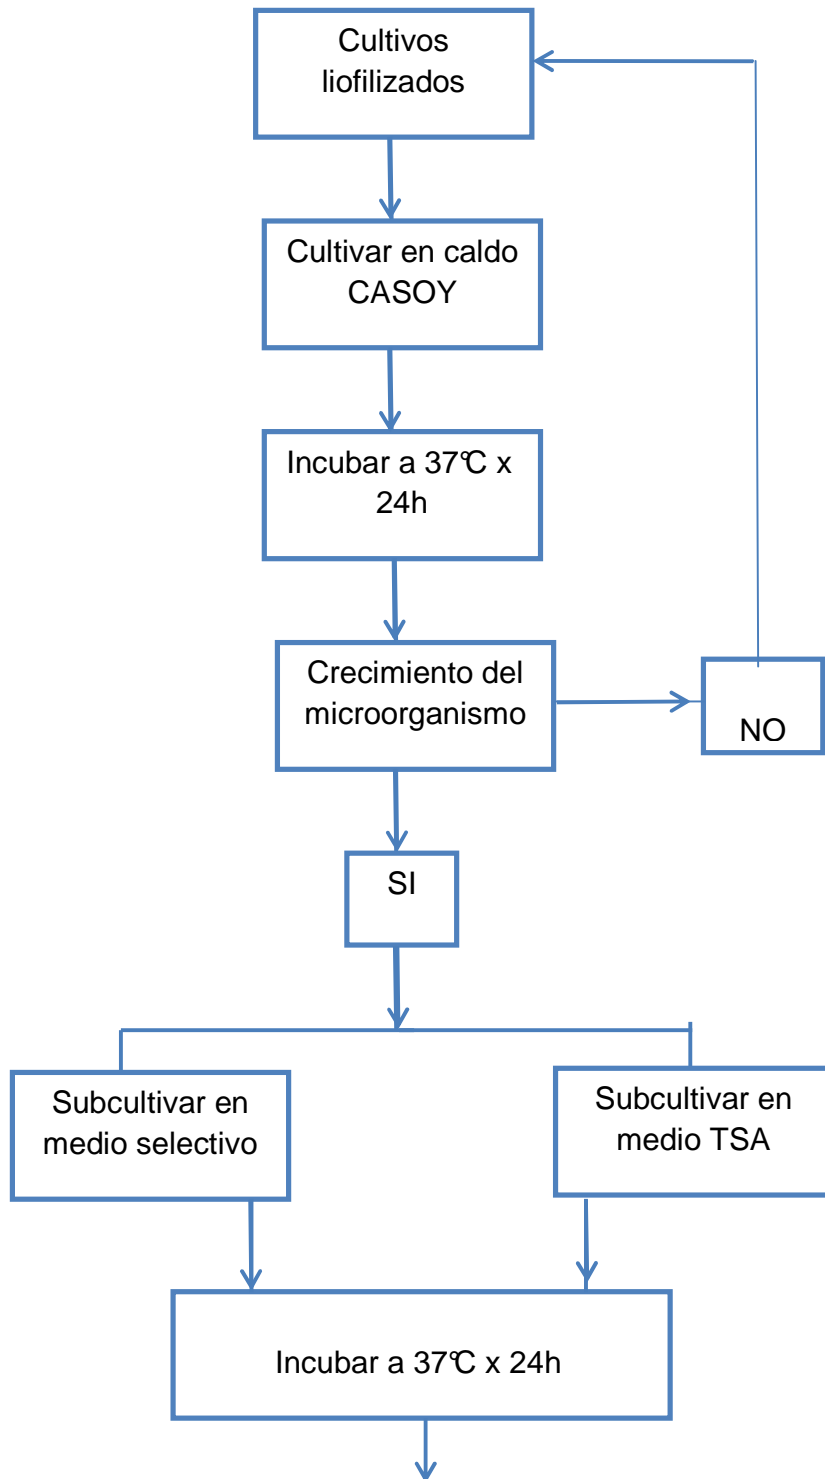 Cultivos
liofilizados
Cultivar en caldo
CASOY
Incubar a 37°C x
24h
Crecimiento del
microorganismo
NO
SI
Subcultivar en
medio selectivo
Subcultivar en
medio TSA
Incubar a 37°C x 24h